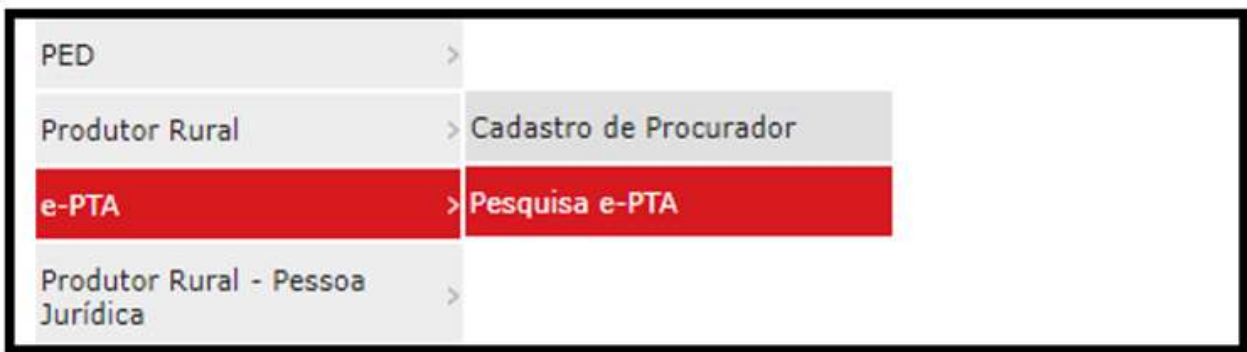 PED >
Produtor Rural > Cadastro de Procurador
e-PTA > Pesquisa e-PTA
Produtor Rural - Pessoa
Jurídica >